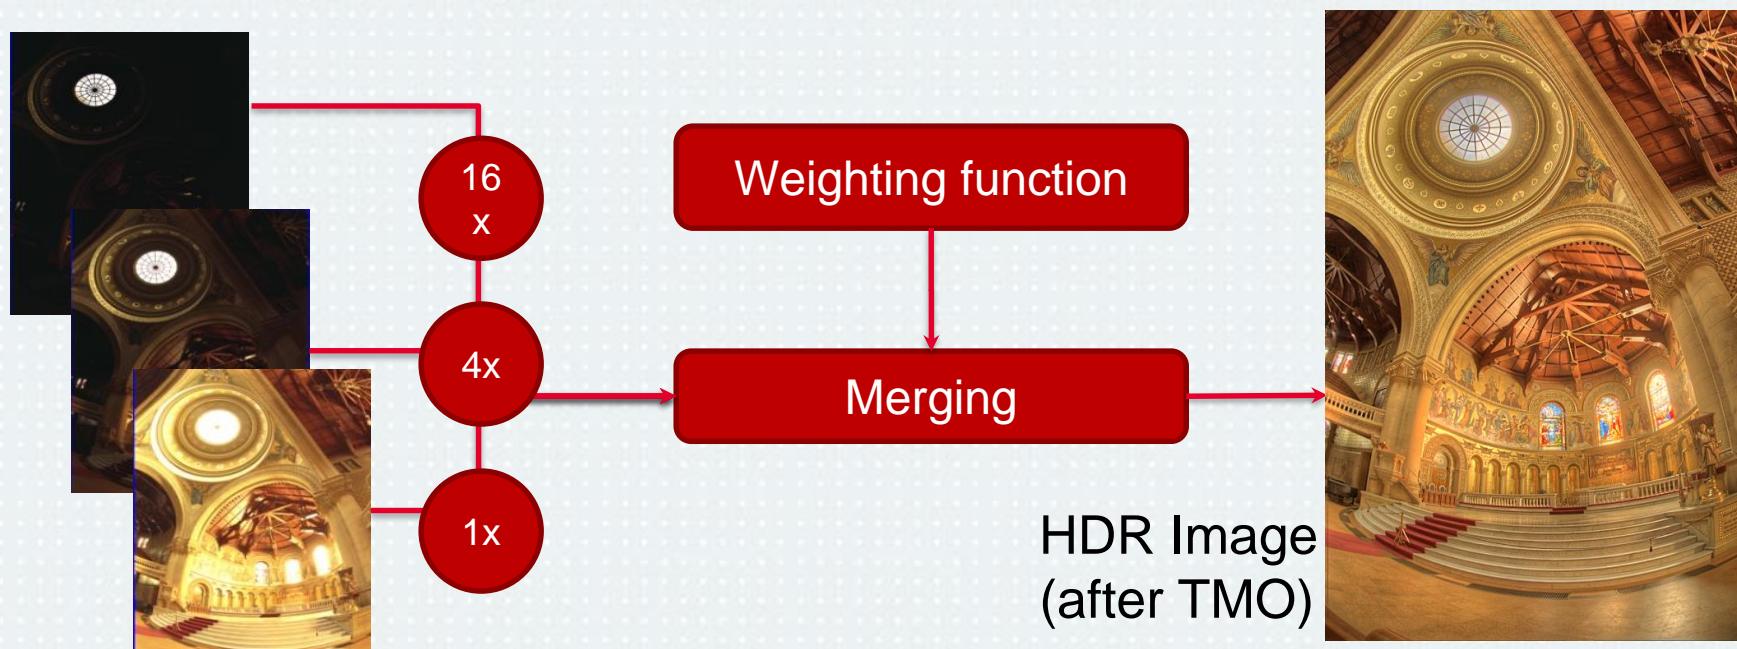 16
x
4x
1x
Weighting function
Merging
HDR Image
(after TMO)